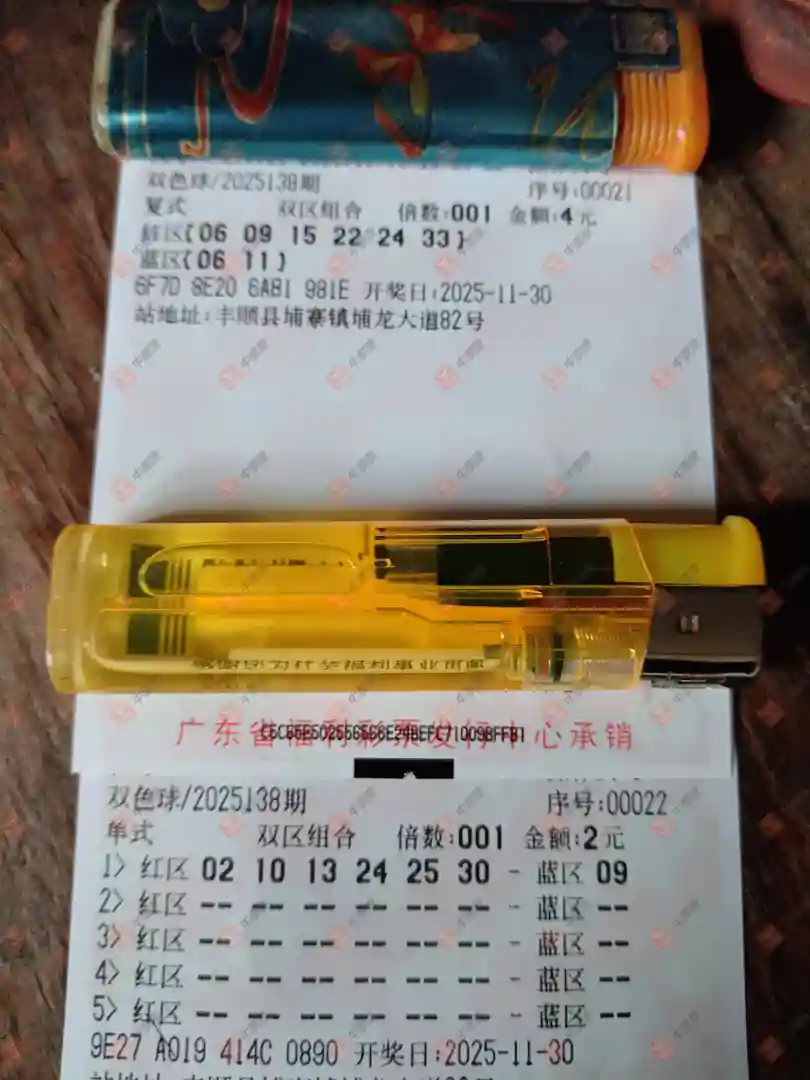 双色球/2025138期 序号:00021
复式 双区组合 倍数:001 金额:4元
红区(06 09 15 22 24 33)
蓝区(06 11)
6F7D 8E20 6AB1 981E 开奖日:2025-11-30
站地址:丰顺县埔寨镇埔龙大道82号
广东省福利彩票发行中心承销
双色球/2025138期 序号:00022
单式 双区组合 倍数:001 金额:2元
1> 红区 02 10 13 24 25 30 - 蓝区 09
2> 红区 -- -- -- -- -- -- - 蓝区 --
3> 红区 -- -- -- -- -- -- - 蓝区 --
4> 红区 -- -- -- -- -- -- - 蓝区 --
5> 红区 -- -- -- -- -- -- - 蓝区 --
9E27 A019 414C 0890 开奖日:2025-11-30